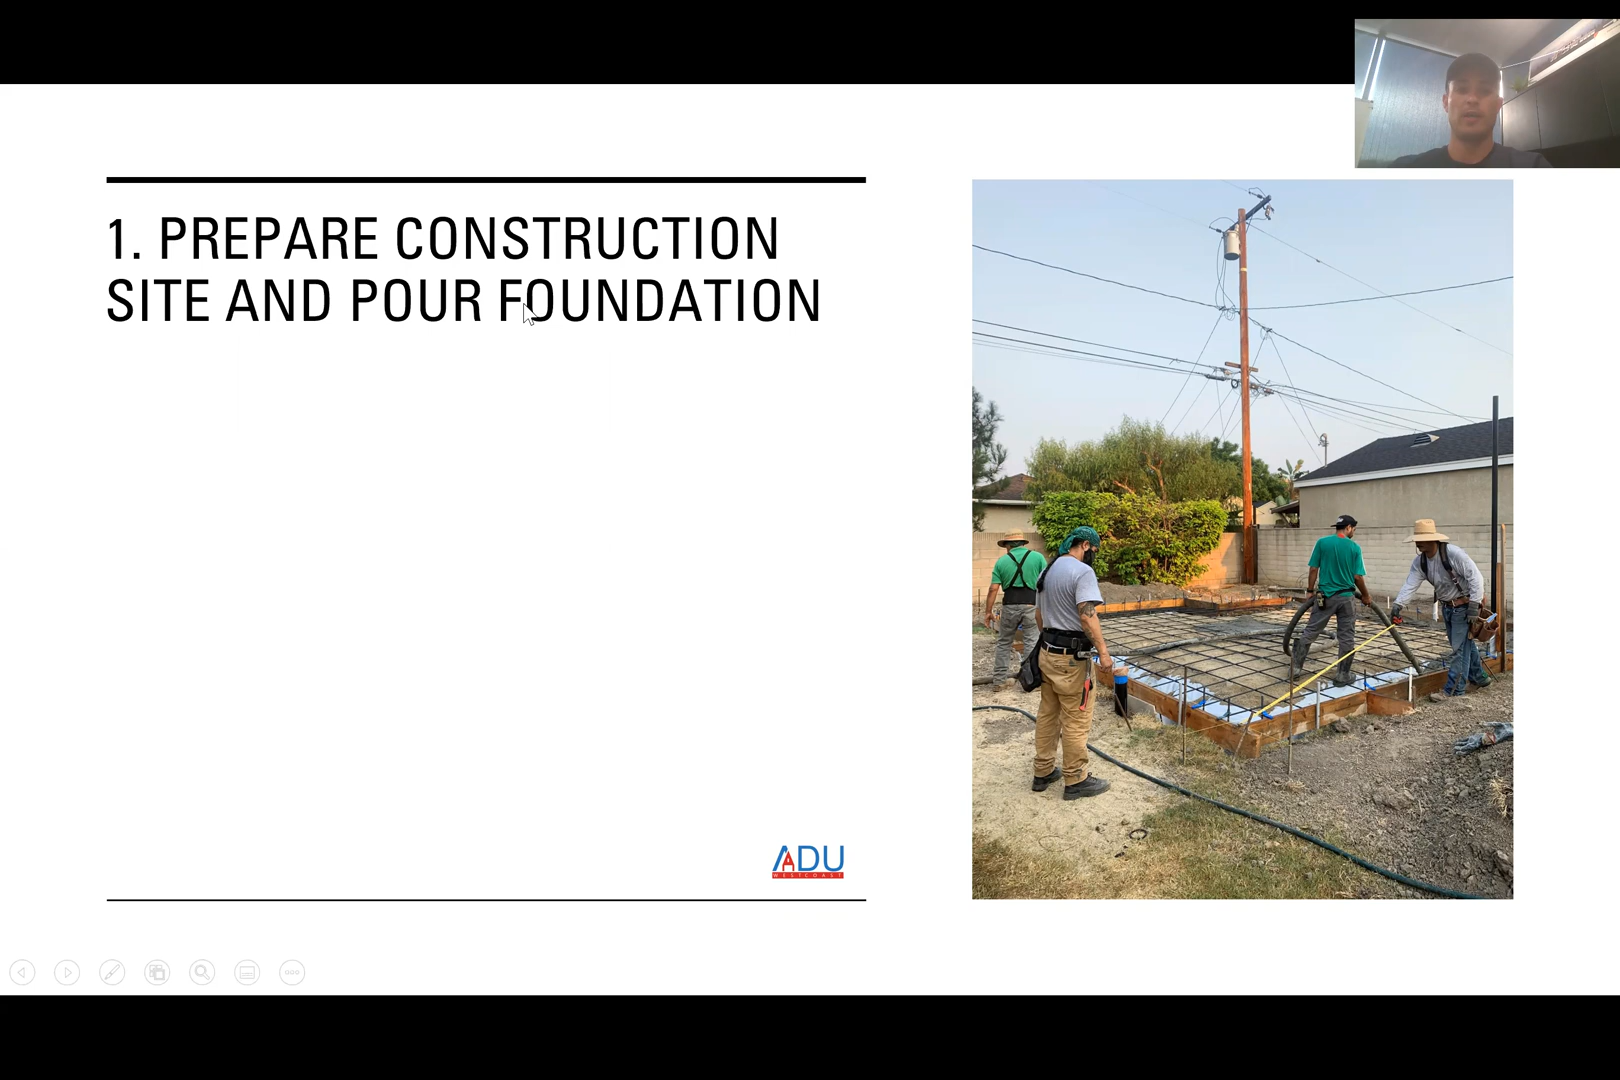 1. PREPARE CONSTRUCTION
SITE AND POUR FOUNDATION
ADU
WESTCOAST